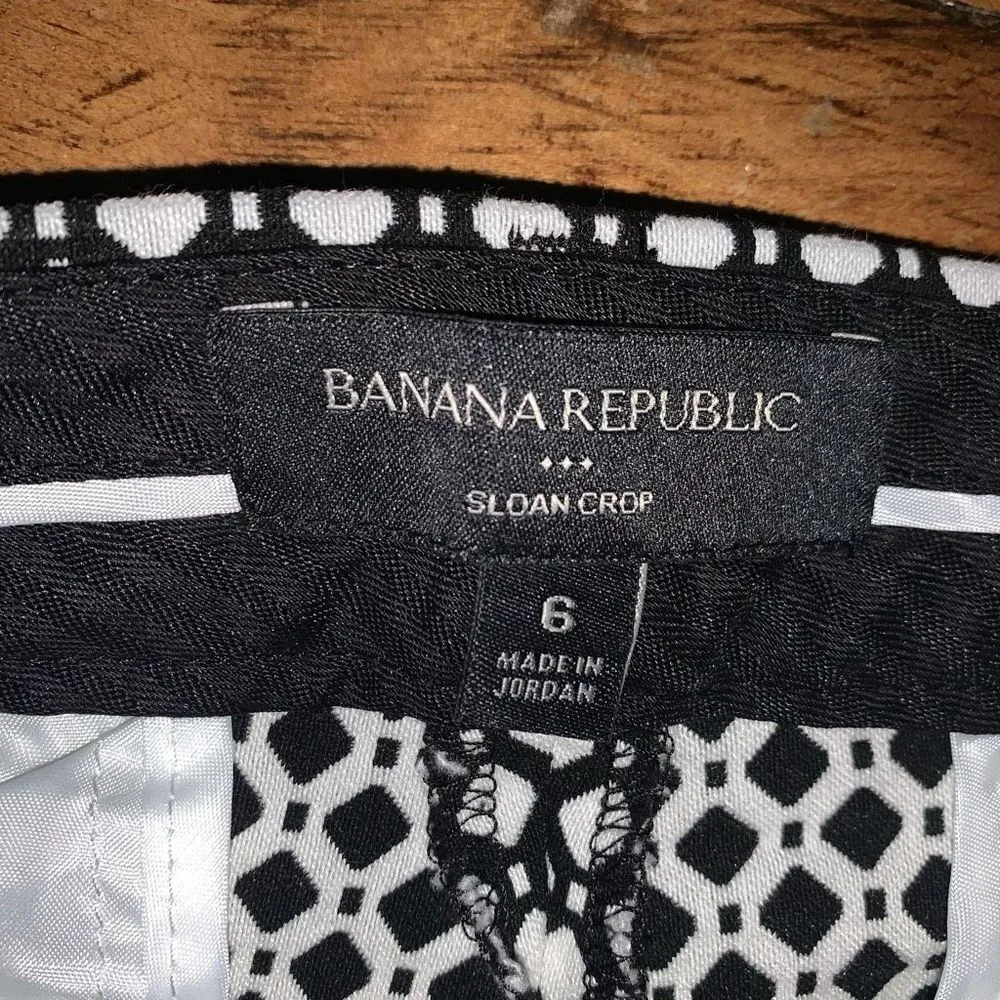 BANANA REPUBLIC
SLOAN CROP
6
MADE IN
JORDAN